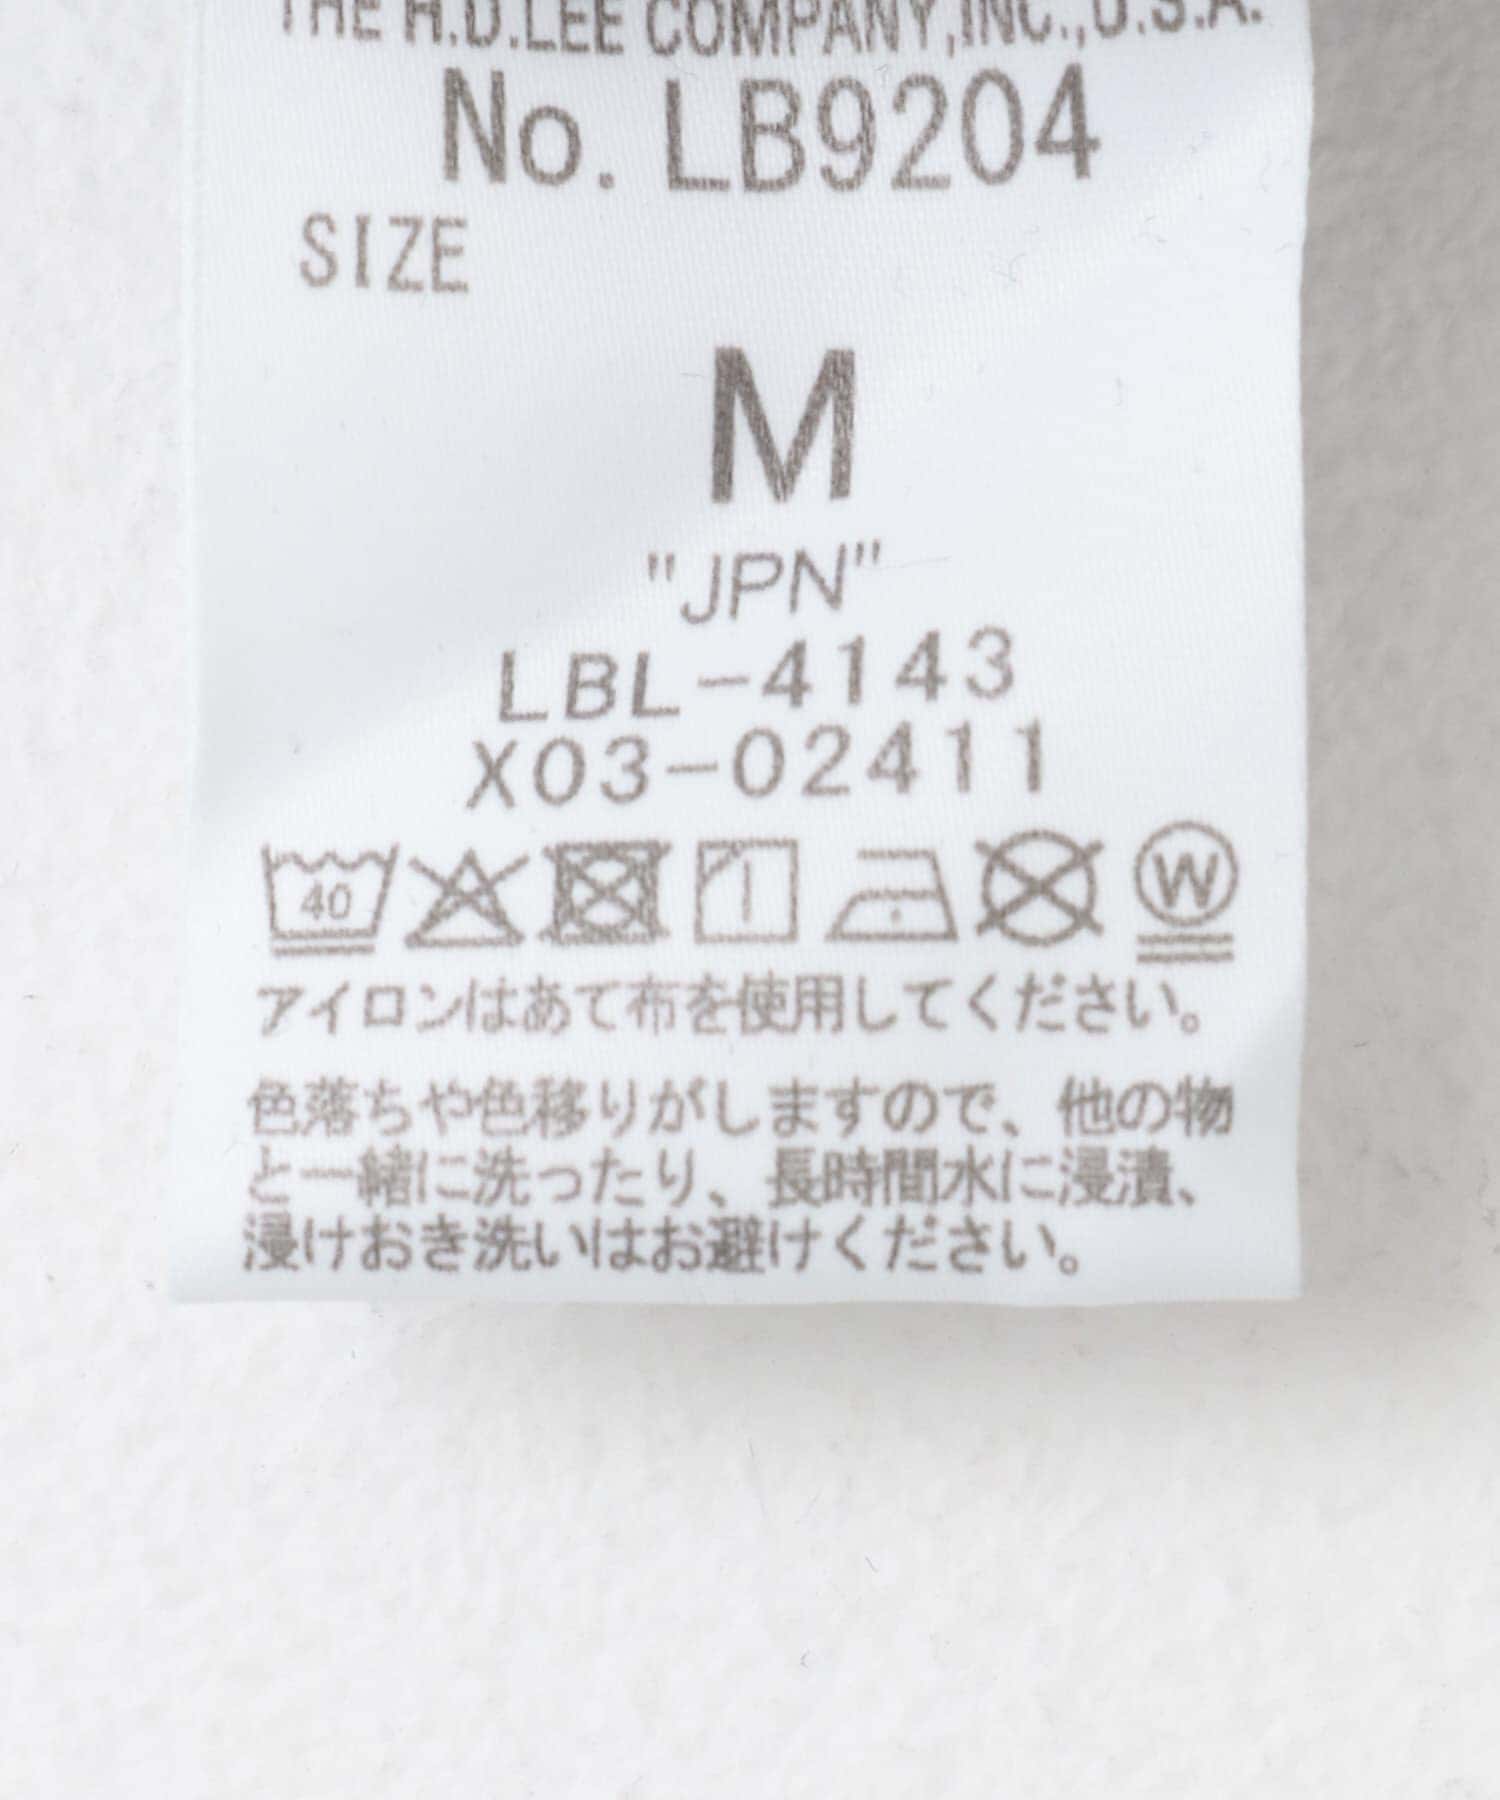 THE H.D.LEE COMPANY,INC.,U.S.A.
No. LB9204
SIZE
M
"JPN"
LBL-4143
X03-02411
40 W
アイロンはあて布を使用してください。
色落ちや色移りがしますので、他の物
と一緒に洗ったり、長時間水に浸漬、
浸けおき洗いはお避けください。